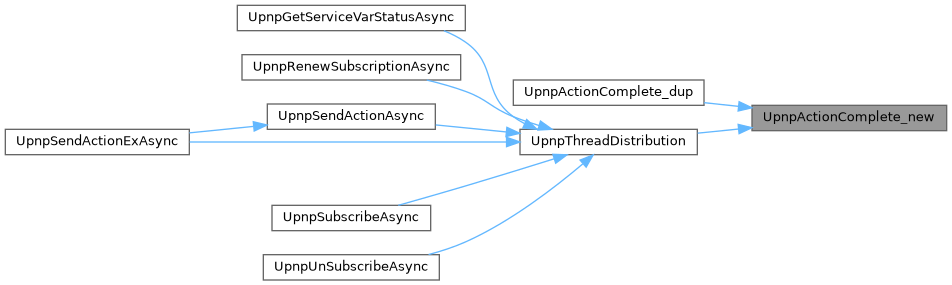 UpnpGetServiceVarStatusAsync
UpnpRenewSubscriptionAsync
UpnpActionComplete_dup
UpnpActionComplete_new
UpnpSendActionAsync
UpnpSendActionExAsync
UpnpThreadDistribution
UpnpSubscribeAsync
UpnpUnSubscribeAsync